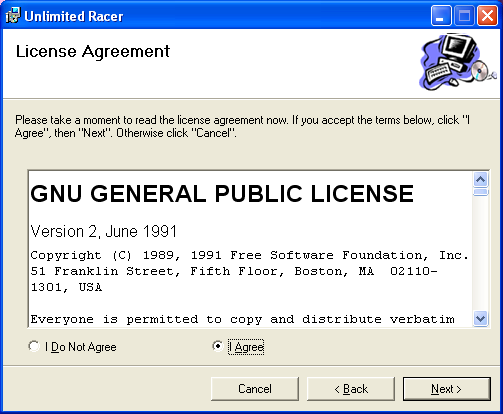 Unlimited Racer
License Agreement
Please take a moment to read the license agreement now. If you accept the terms below, click "I
Agree", then "Next". Otherwise click "Cancel".
GNU GENERAL PUBLIC LICENSE
Version 2, June 1991
Copyright (C) 1989, 1991 Free Software Foundation, Inc.
51 Franklin Street, Fifth Floor, Boston, MA  02110-
1301, USA
Everyone is permitted to copy and distribute verbatim
I Do Not Agree
I Agree
Cancel
< Back
Next >